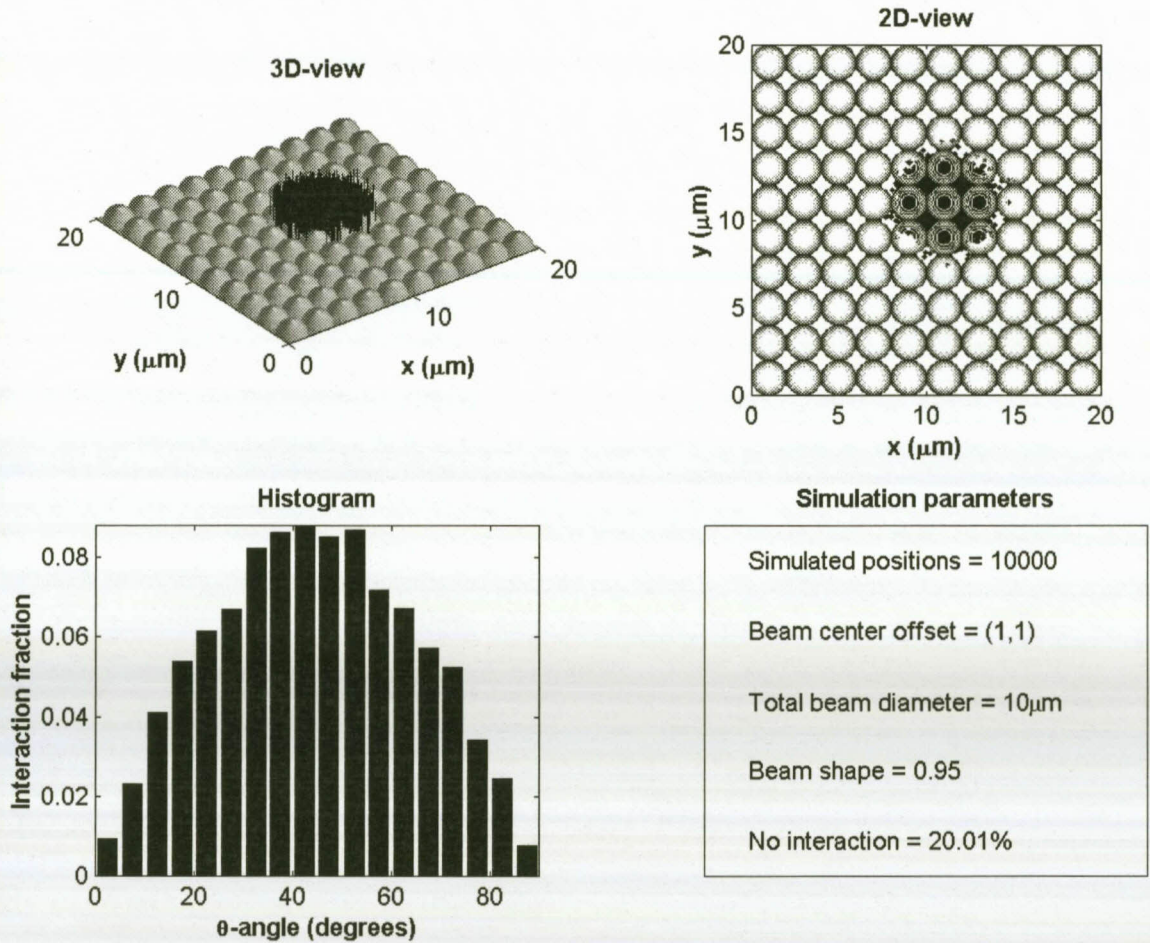 3D-view
20
10
0
y (μm)
0
10
20
x (μm)
2D-view
20
15
10
5
0
y (μm)
0
5
10
15
20
x (μm)
Histogram
0.08
0.06
0.04
0.02
0
Interaction fraction
0
20
40
60
80
θ-angle (degrees)
Simulation parameters
Simulated positions = 10000
Beam center offset = (1,1)
Total beam diameter = 10μm
Beam shape = 0.95
No interaction = 20.01%